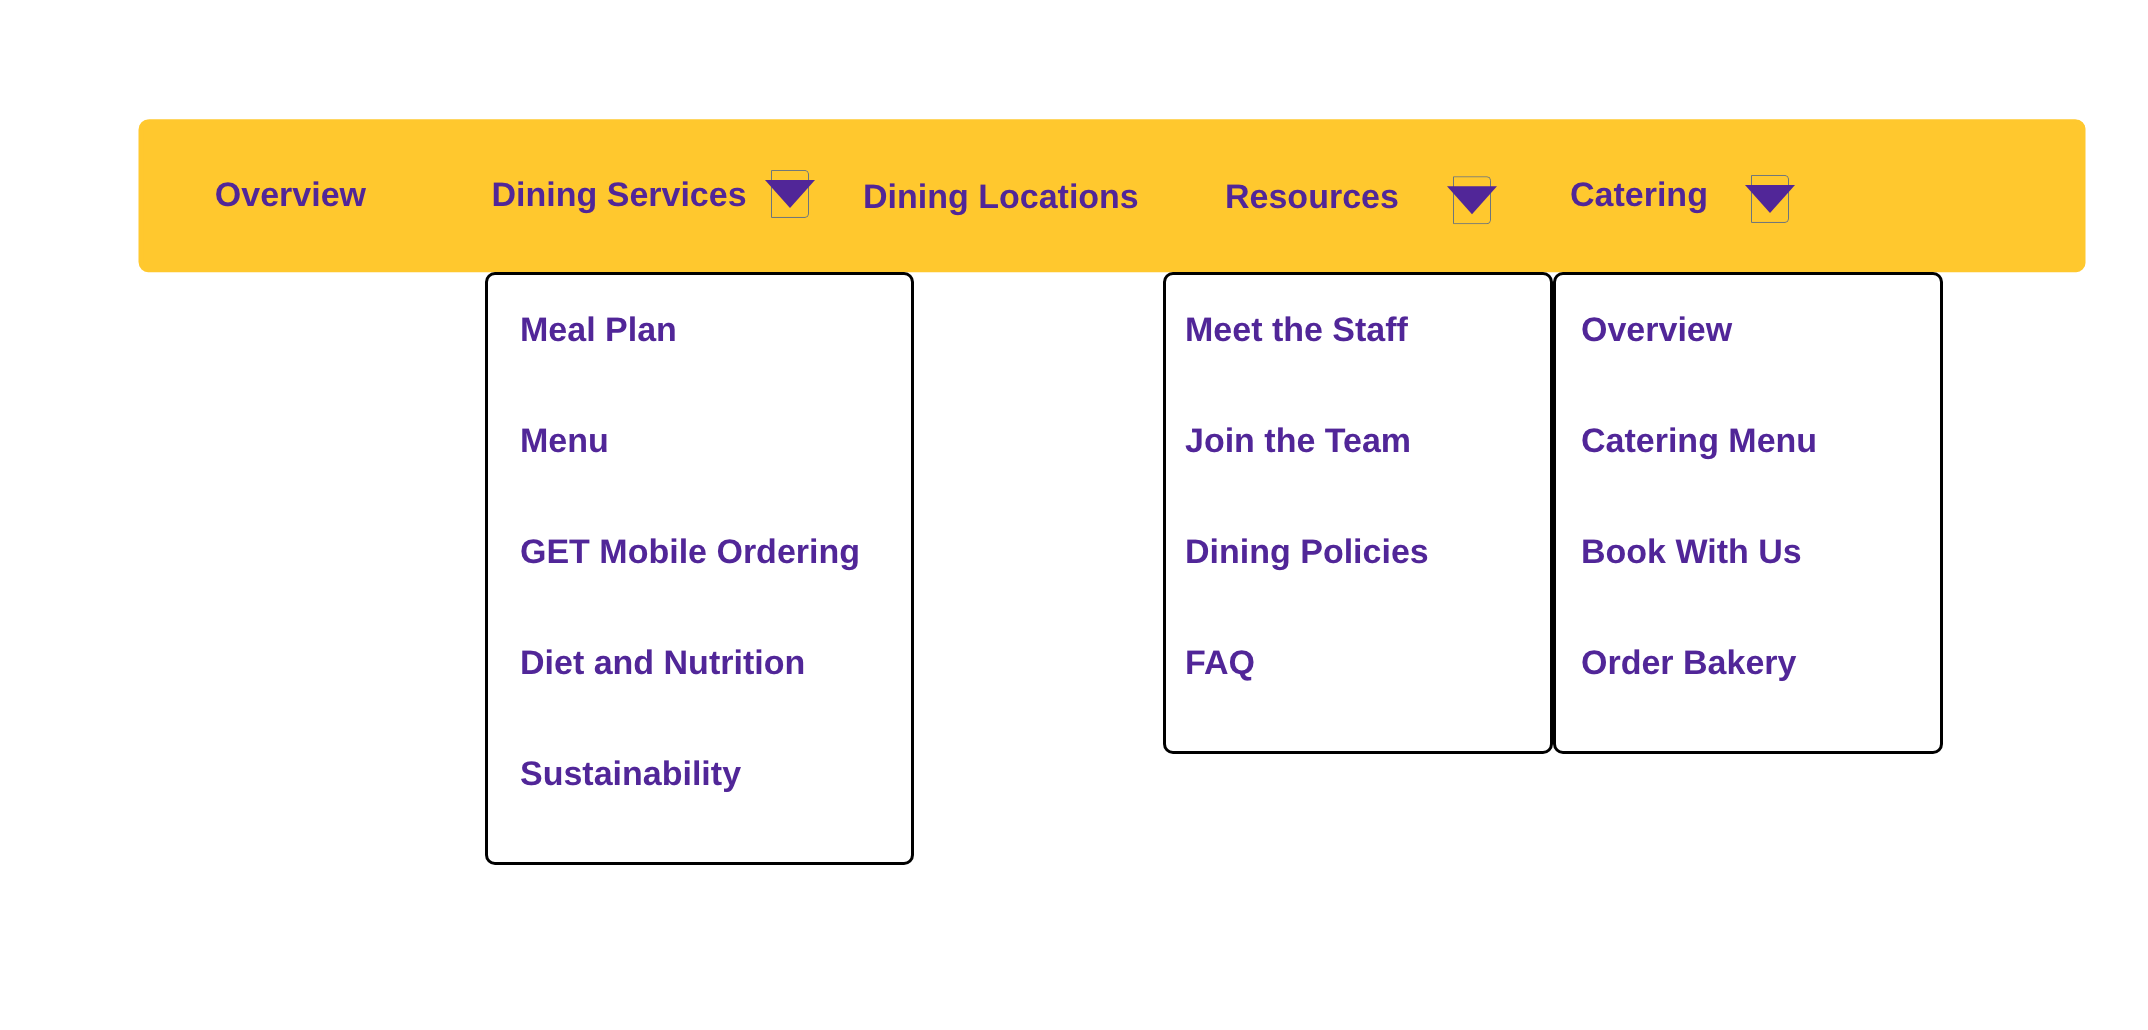 Overview
Dining Services
Dining Locations
Resources
Catering
Meal Plan
Menu
GET Mobile Ordering
Diet and Nutrition
Sustainability
Meet the Staff
Join the Team
Dining Policies
FAQ
Overview
Catering Menu
Book With Us
Order Bakery